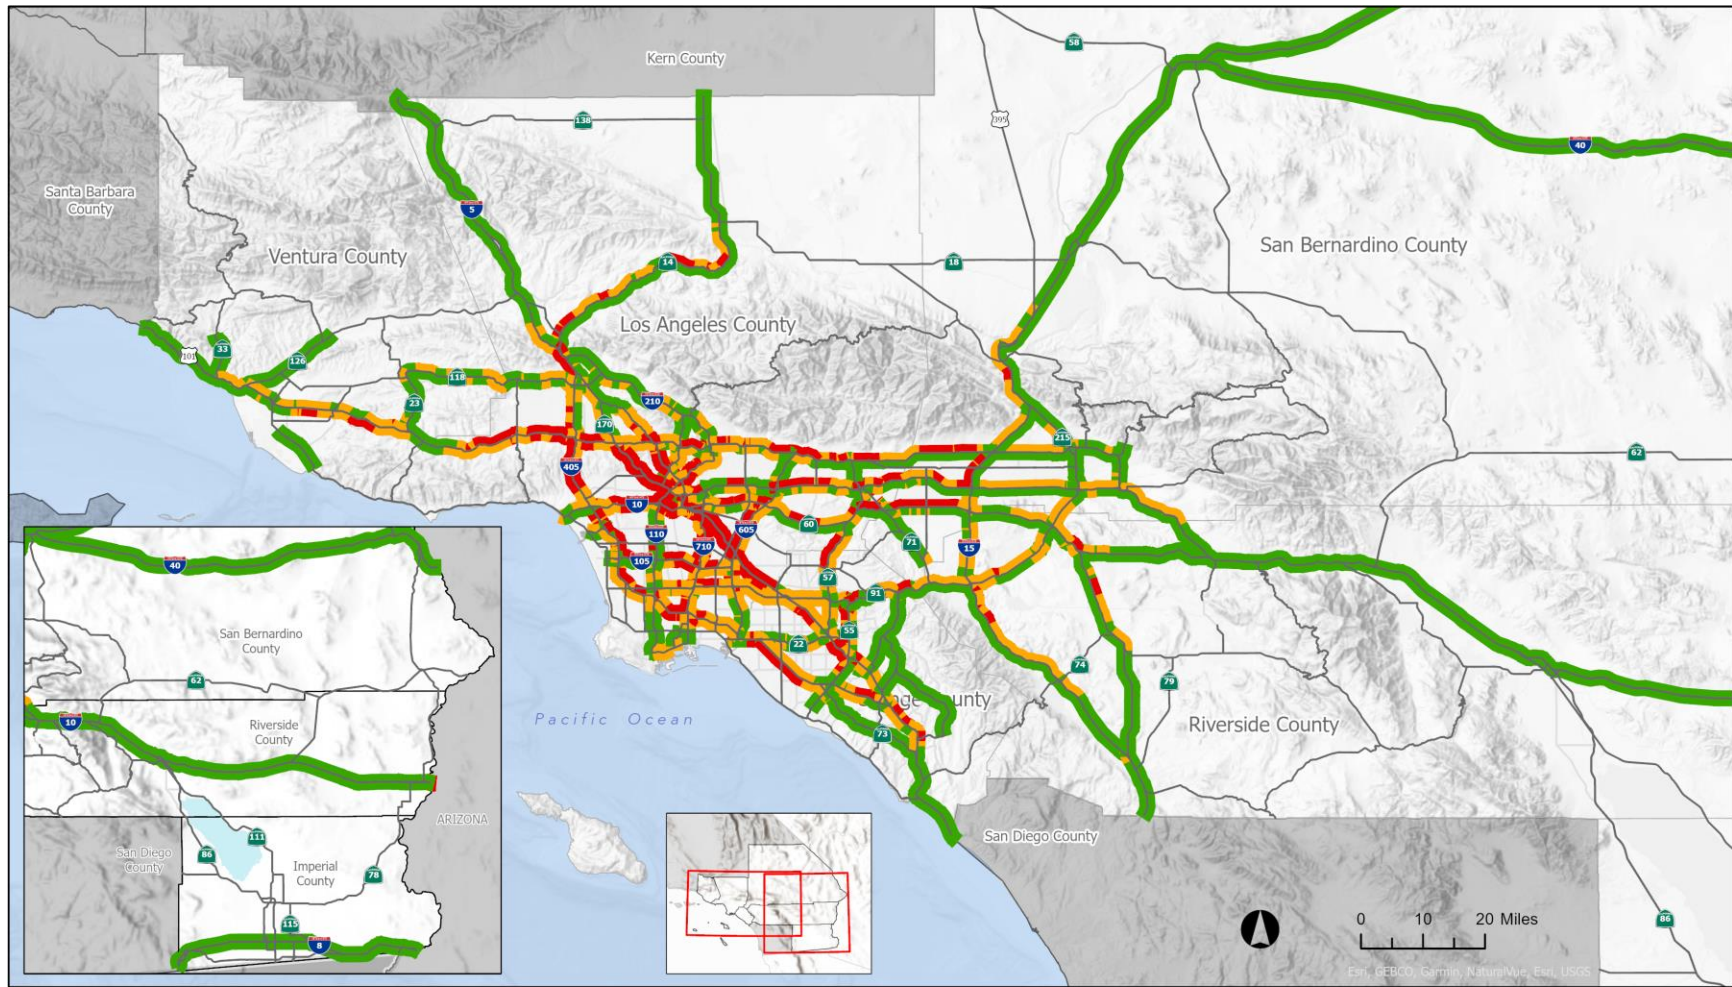 Kern County
58
395
138
40
Santa Barbara
County
5
Ventura County
San Bernardino County
14
18
Los Angeles County
33
101
126
118
23
210
170
215
62
405
10
60
605
110
710
71
15
105
57
91
55
22
74
79
nge County
Riverside County
Pacific Ocean
73
San Diego County
86
0 10 20 Miles
Esri, GEBCO, Garmin, NaturalVue, Esri, USGS
40
San Bernardino
County
62
10
Riverside
County
ARIZONA
111
86
San Diego
County
Imperial
County
78
115
8